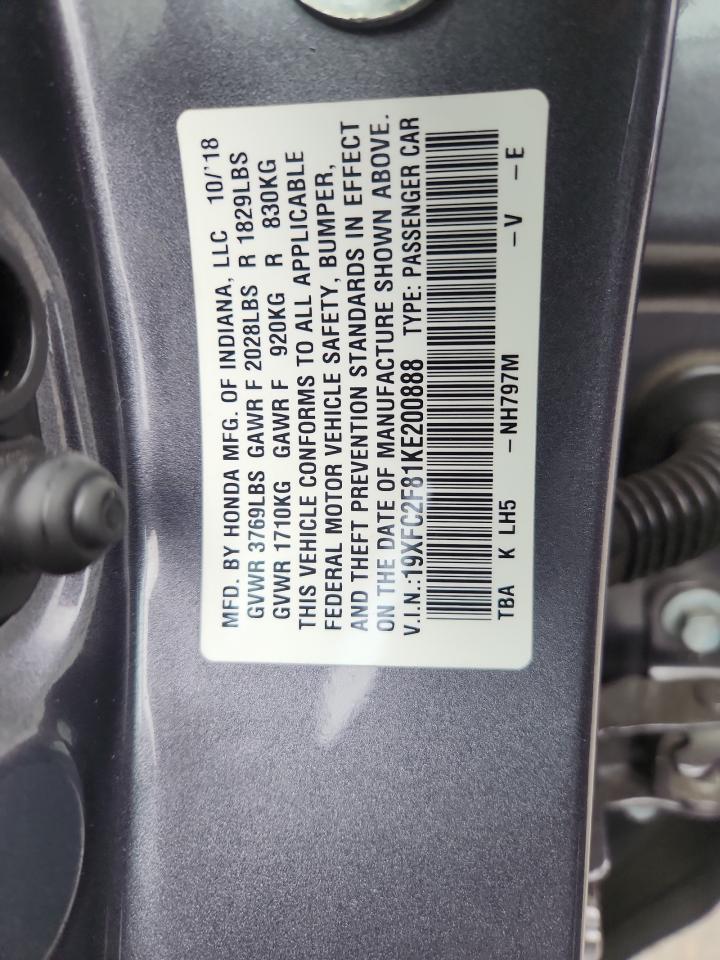 MFD. BY HONDA MFG. OF INDIANA, LLC 10/'18
GVWR 3769LBS GAWR F 2028LBS R 1829LBS
GVWR 1710KG GAWR F 920KG R 830KG
THIS VEHICLE CONFORMS TO ALL APPLICABLE
FEDERAL MOTOR VEHICLE SAFETY, BUMPER,
AND THEFT PREVENTION STANDARDS IN EFFECT
ON THE DATE OF MANUFACTURE SHOWN ABOVE.
V.I.N.:19XFC2F81KE200888 TYPE: PASSENGER CAR
TBA K LH5 -NH797M -V -E